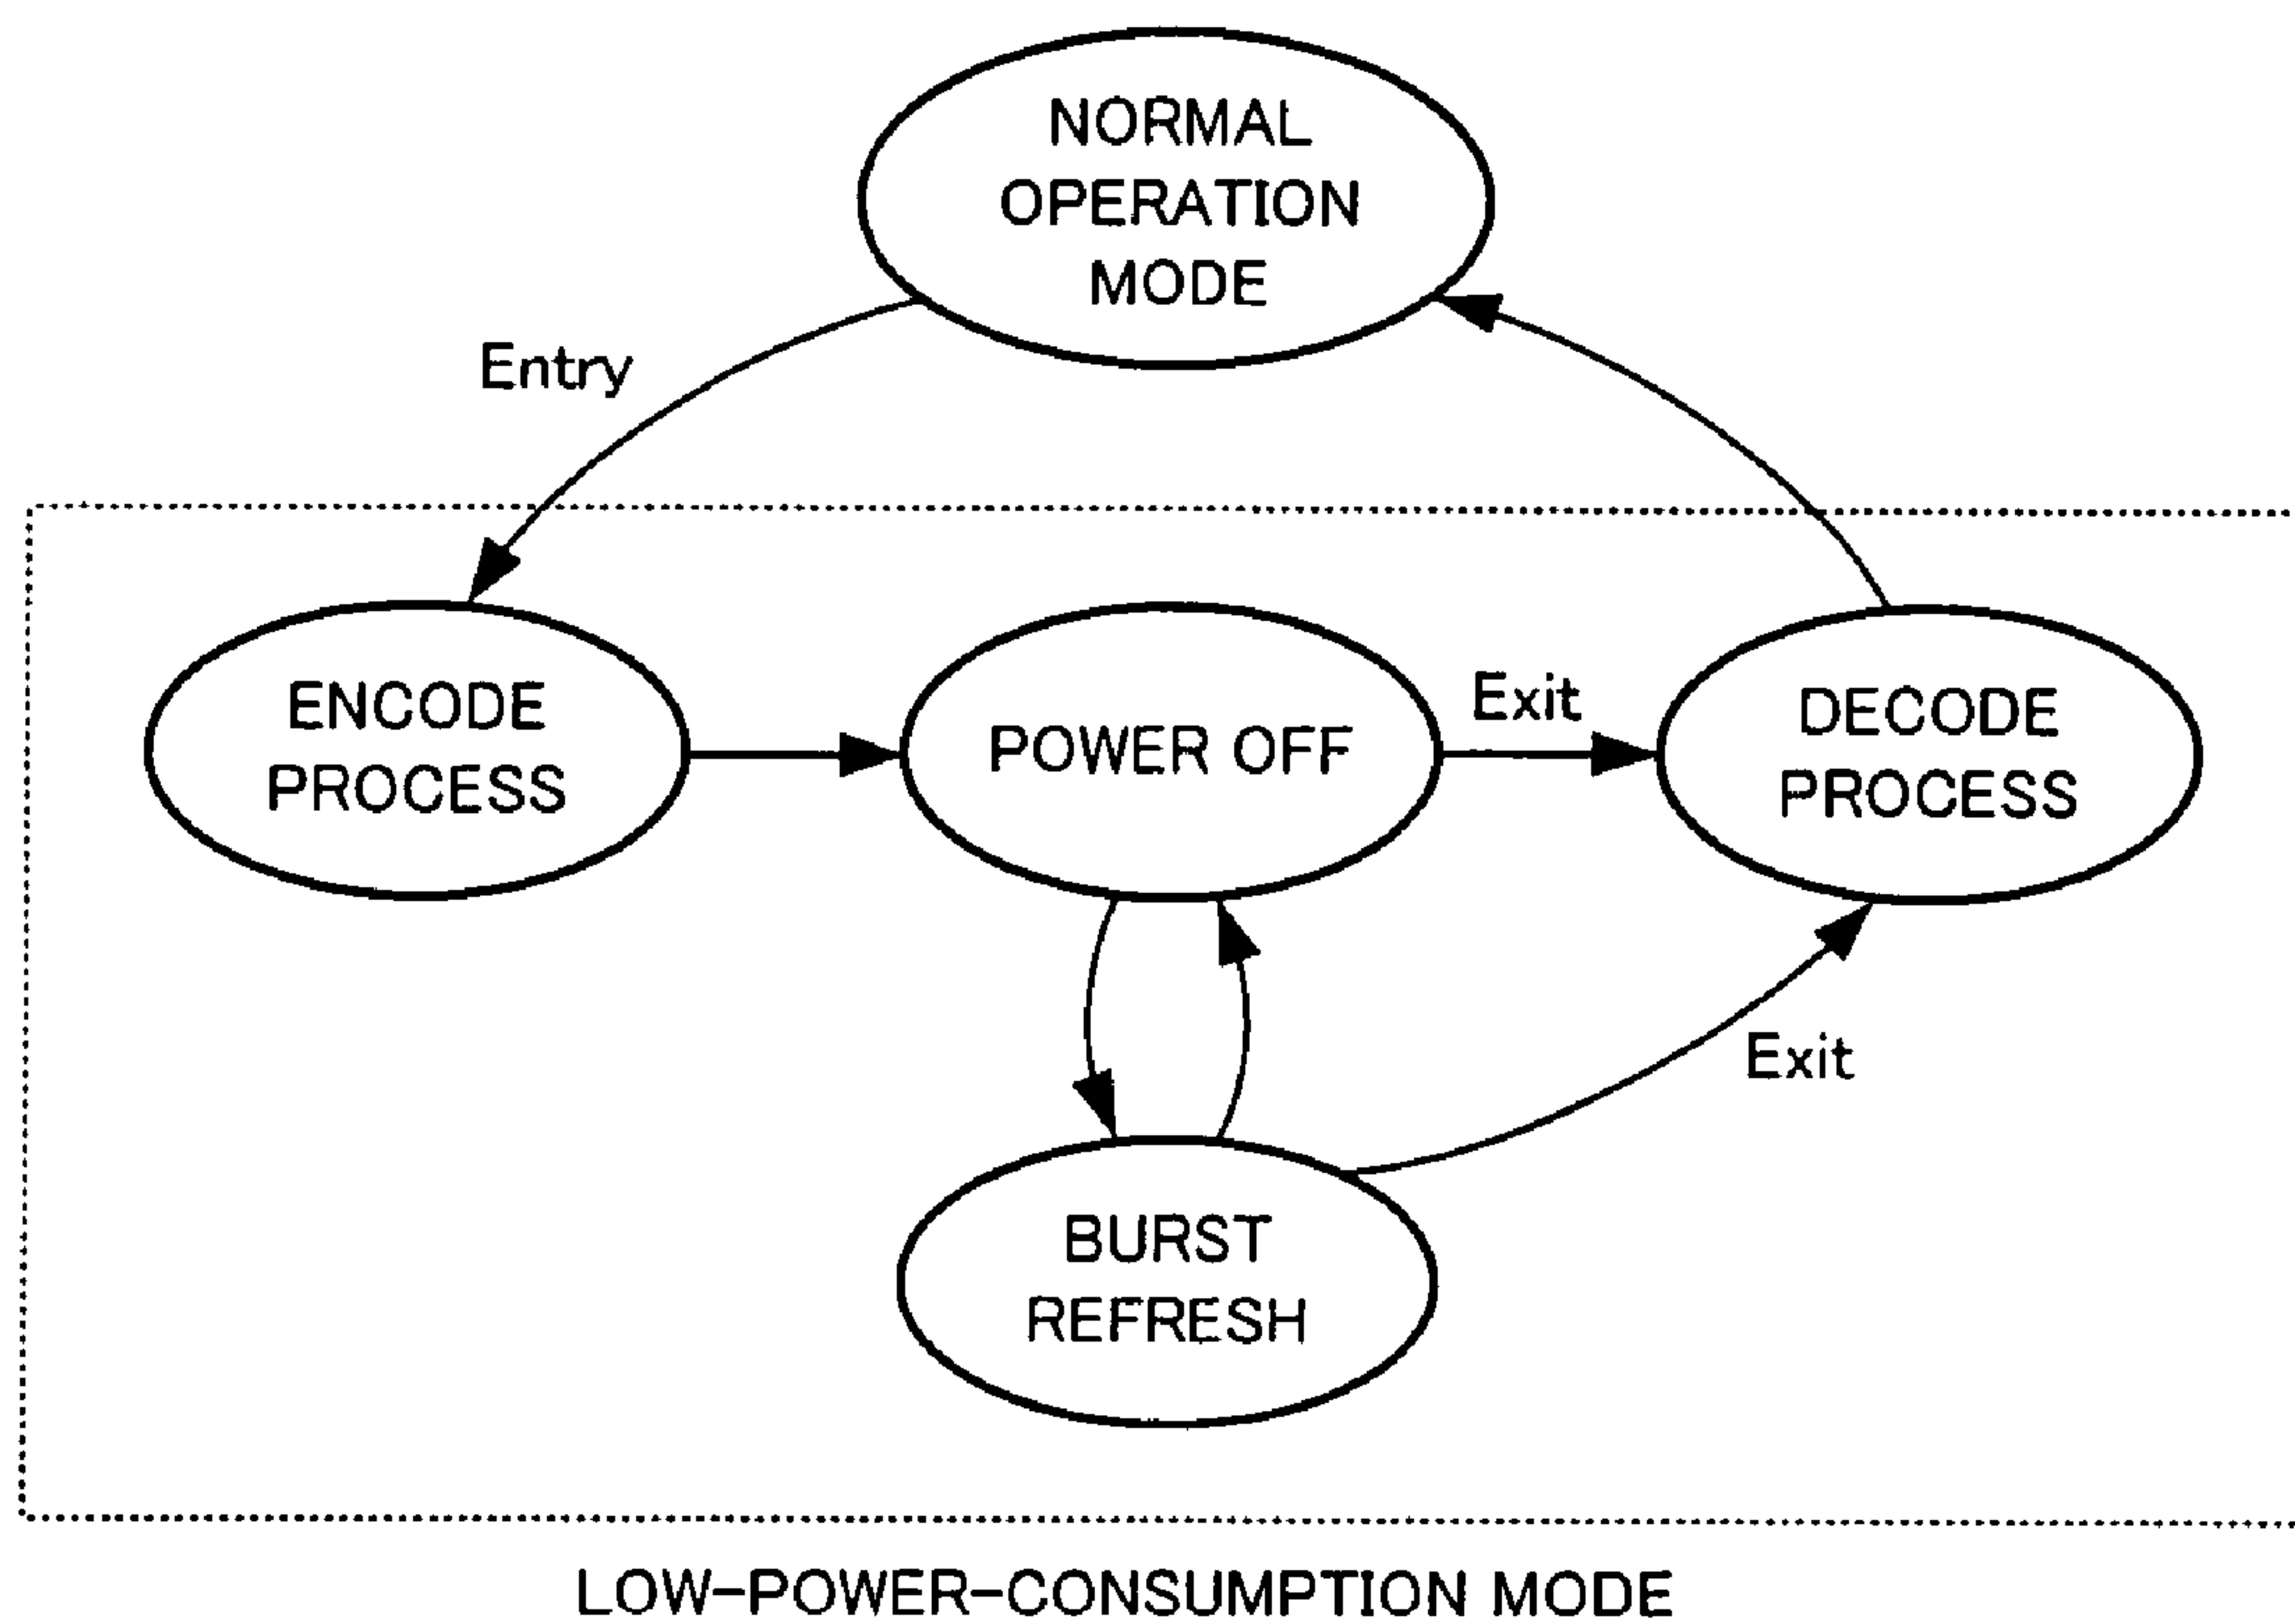 NORMAL
OPERATION
MODE
Entry
ENCODE
PROCESS
POWER OFF
Exit
DECODE
PROCESS
Exit
BURST
REFRESH
LOW-POWER-CONSUMPTION MODE